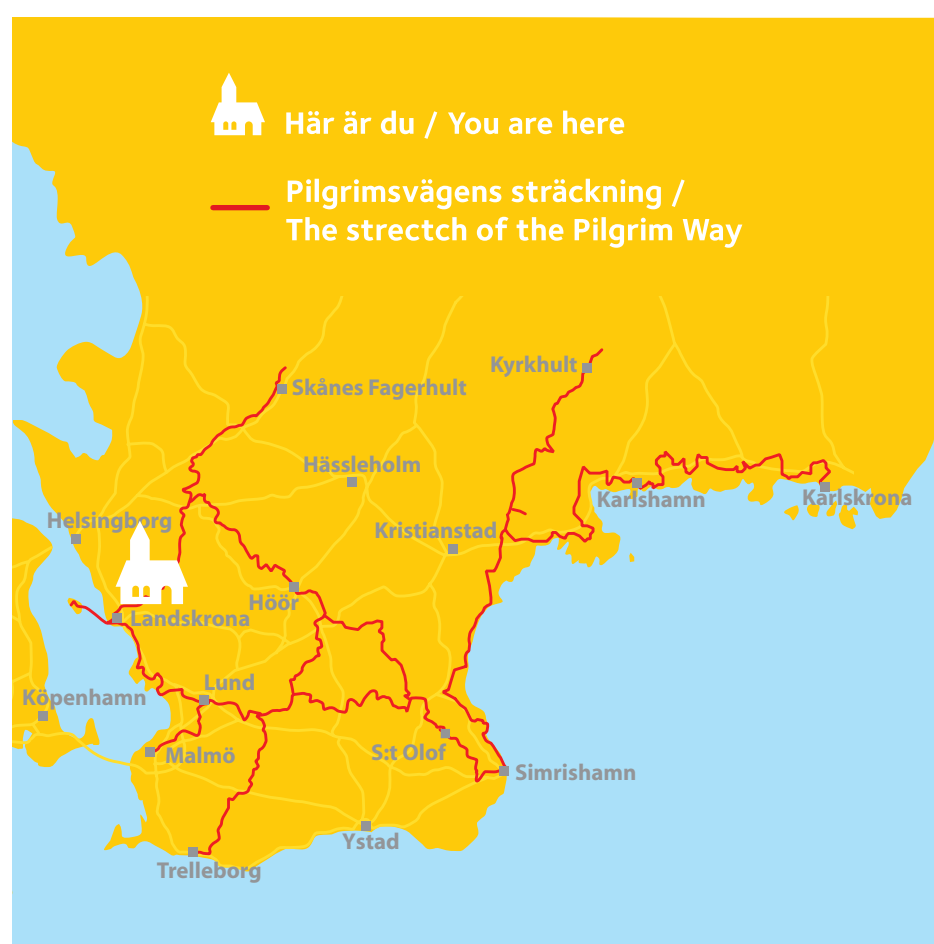 Här är du / You are here
Pilgrimsvägens sträckning /
The strectch of the Pilgrim Way
Kyrkhult
Skånes Fagerhult
Hässleholm
Karlshamn
Karlskrona
Helsingborg
Kristianstad
Höör
Landskrona
Lund
Köpenhamn
Malmö
S:t Olof
Simrishamn
Ystad
Trelleborg